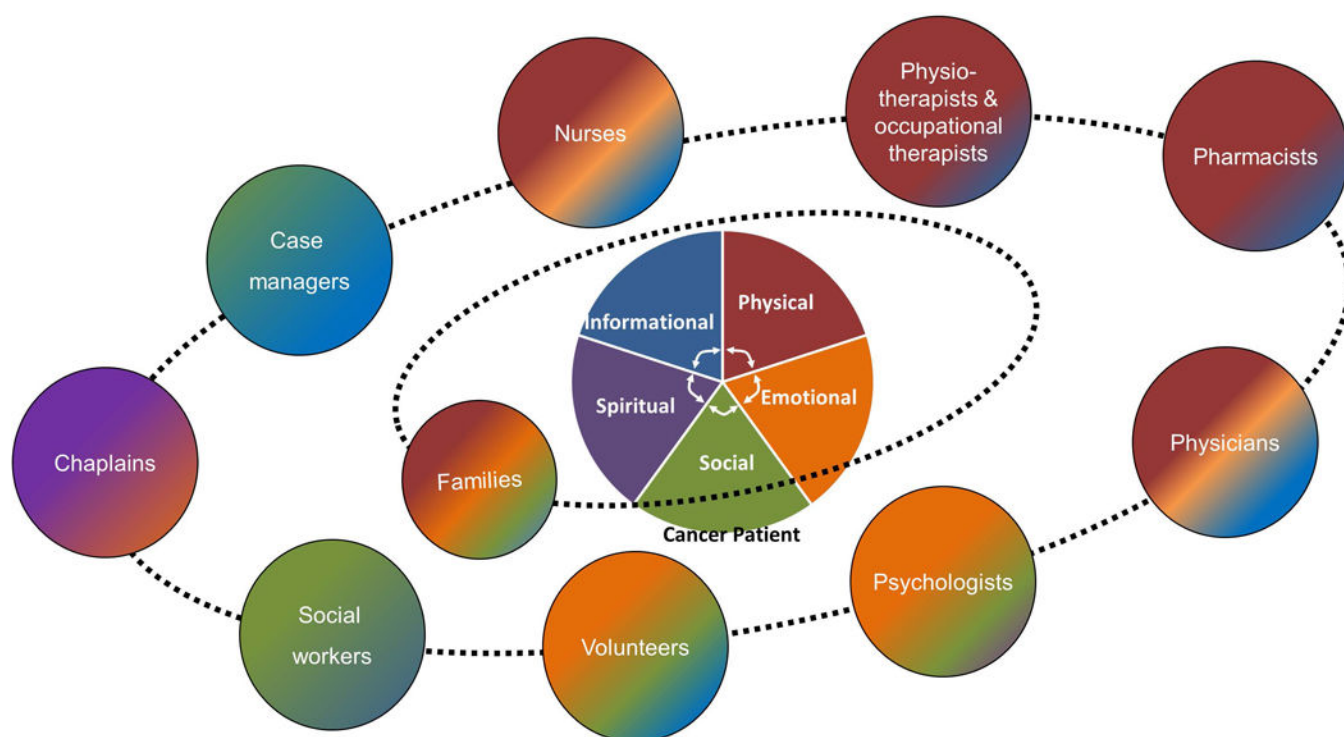 Nurses
Physio-
therapists &
occupational
therapists
Pharmacists
Case
managers
Informational
Physical
Spiritual
Emotional
Social
Cancer Patient
Chaplains
Families
Physicians
Social
workers
Volunteers
Psychologists